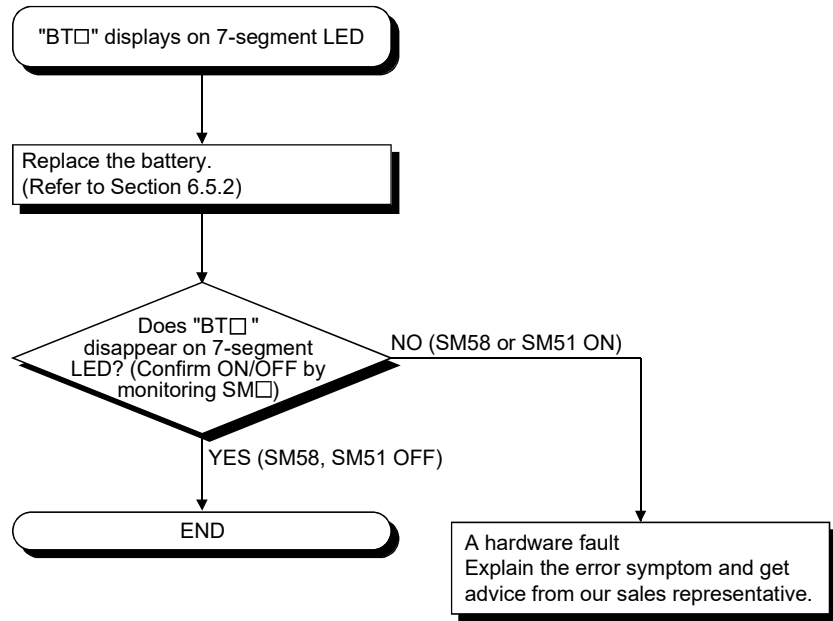 "BT□" displays on 7-segment LED
Replace the battery.
(Refer to Section 6.5.2)
Does "BT□ "
disappear on 7-segment
LED? (Confirm ON/OFF by
monitoring SM□)
NO (SM58 or SM51 ON)
YES (SM58, SM51 OFF)
END
A hardware fault
Explain the error symptom and get
advice from our sales representative.